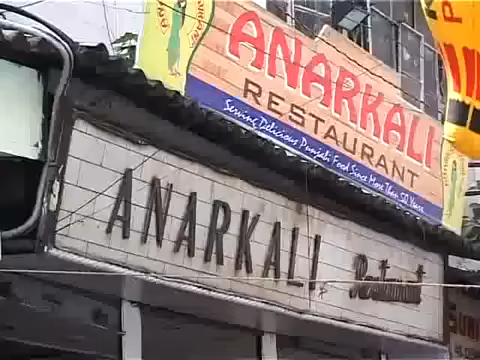 ANARKALI
RESTAURANT
Serving Delicious Punjabi Food Since More Than 50 Years
ANARKALI Restaurant